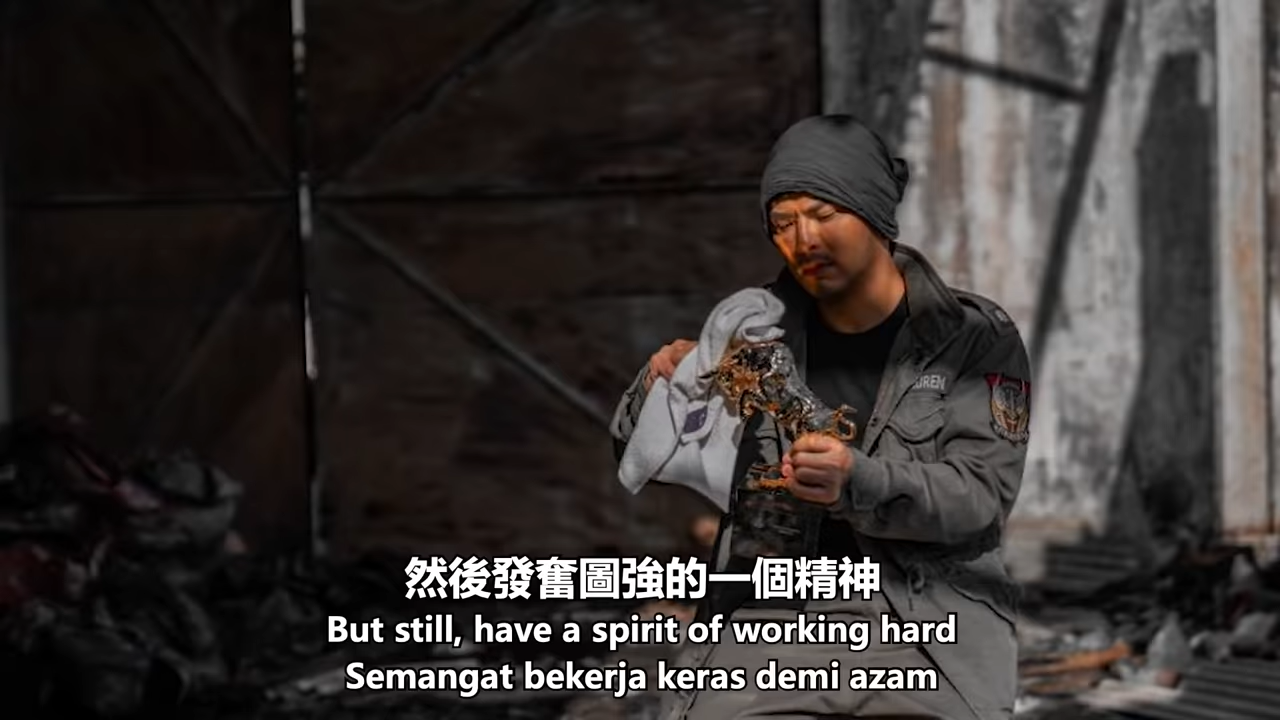 然後發奮圖強的一個精神
But still, have a spirit of working hard
Semangat bekerja keras demi azam